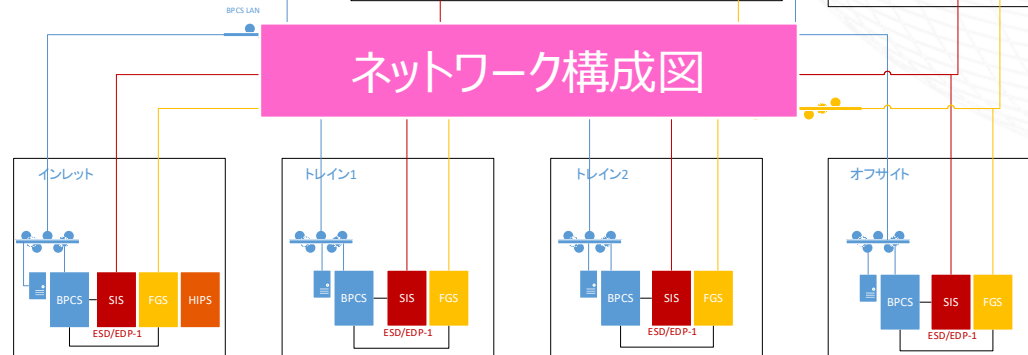 BPCS LAN
ネットワーク構成図
インレット
トレイン1
トレイン2
オフサイト
BPCS SIS FGS HIPS
ESD/EDP-1
BPCS SIS FGS
ESD/EDP-1
BPCS SIS FGS
ESD/EDP-1
BPCS SIS FGS
ESD/EDP-1